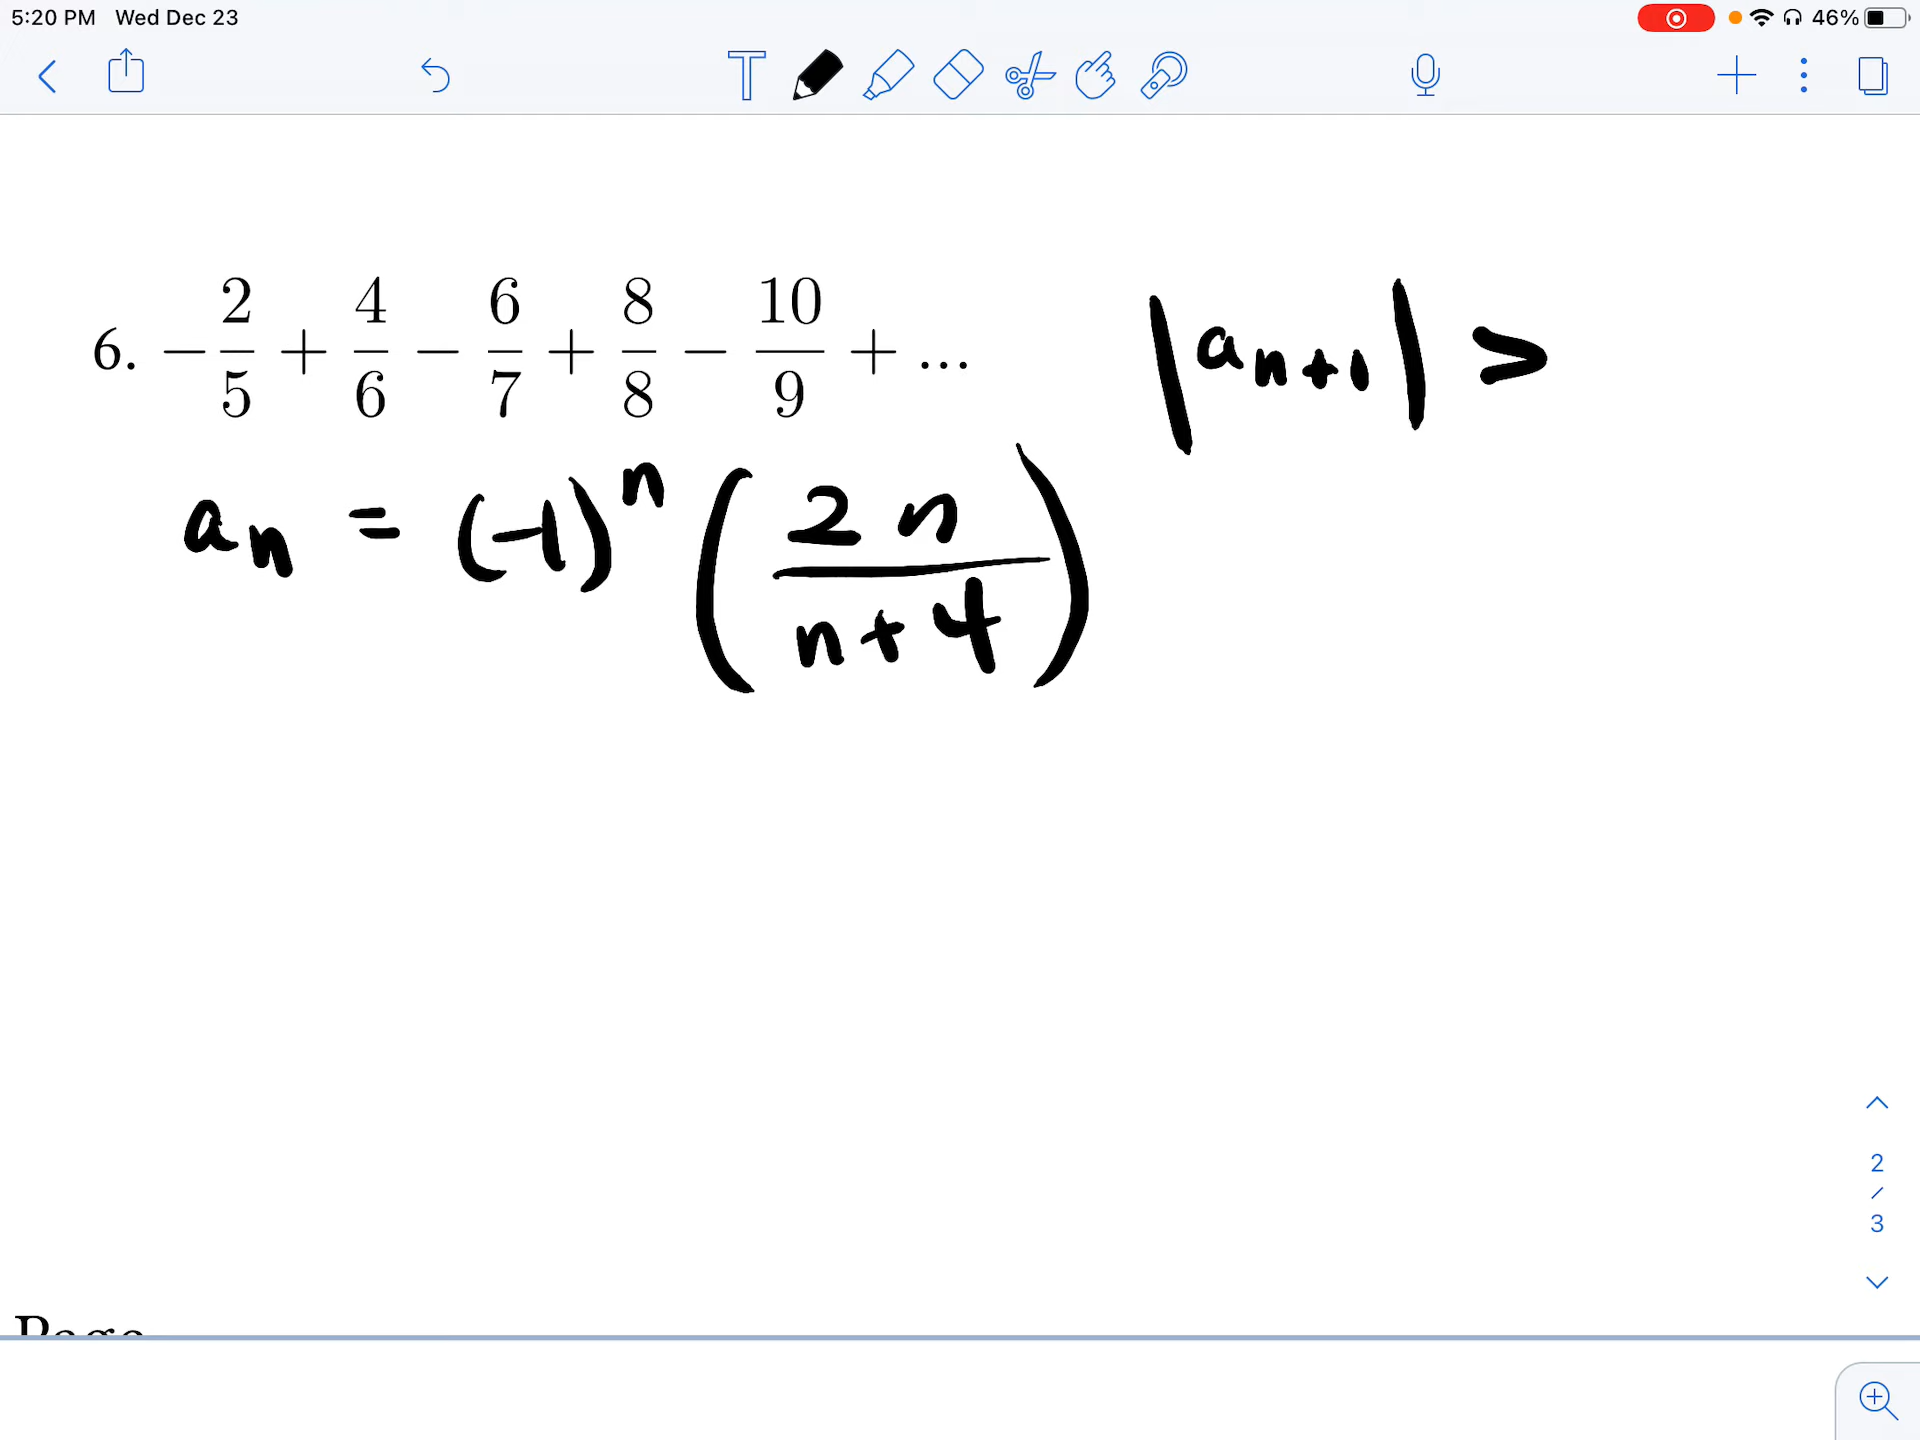 5:20 PM Wed Dec 23
46%
T
6. −2/5 + 4/6 − 6/7 + 8/8 − 10/9 + ...
|aₙ₊₁| >
aₙ = (-1)ⁿ (2n/(n+4))
2
/
3